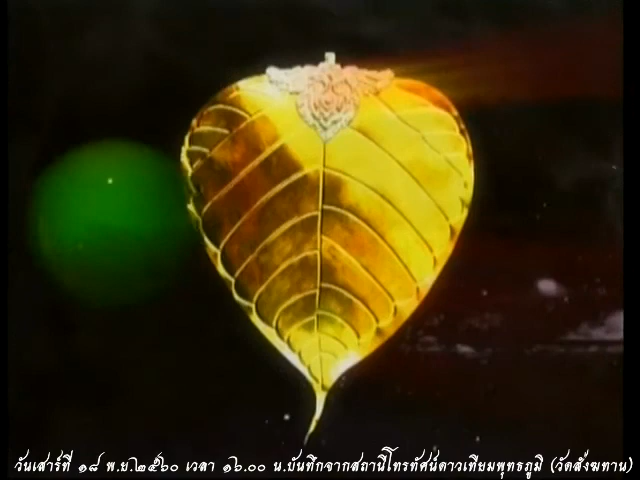 วันเสาร์ที่ ๑๘ พ.ย.๒๕๖๐ เวลา ๑๖.๐๐ น.บันทึกจากสถานีโทรทัศน์ดาวเทียมพุทธภูมิ (วัดสังฆทาน)